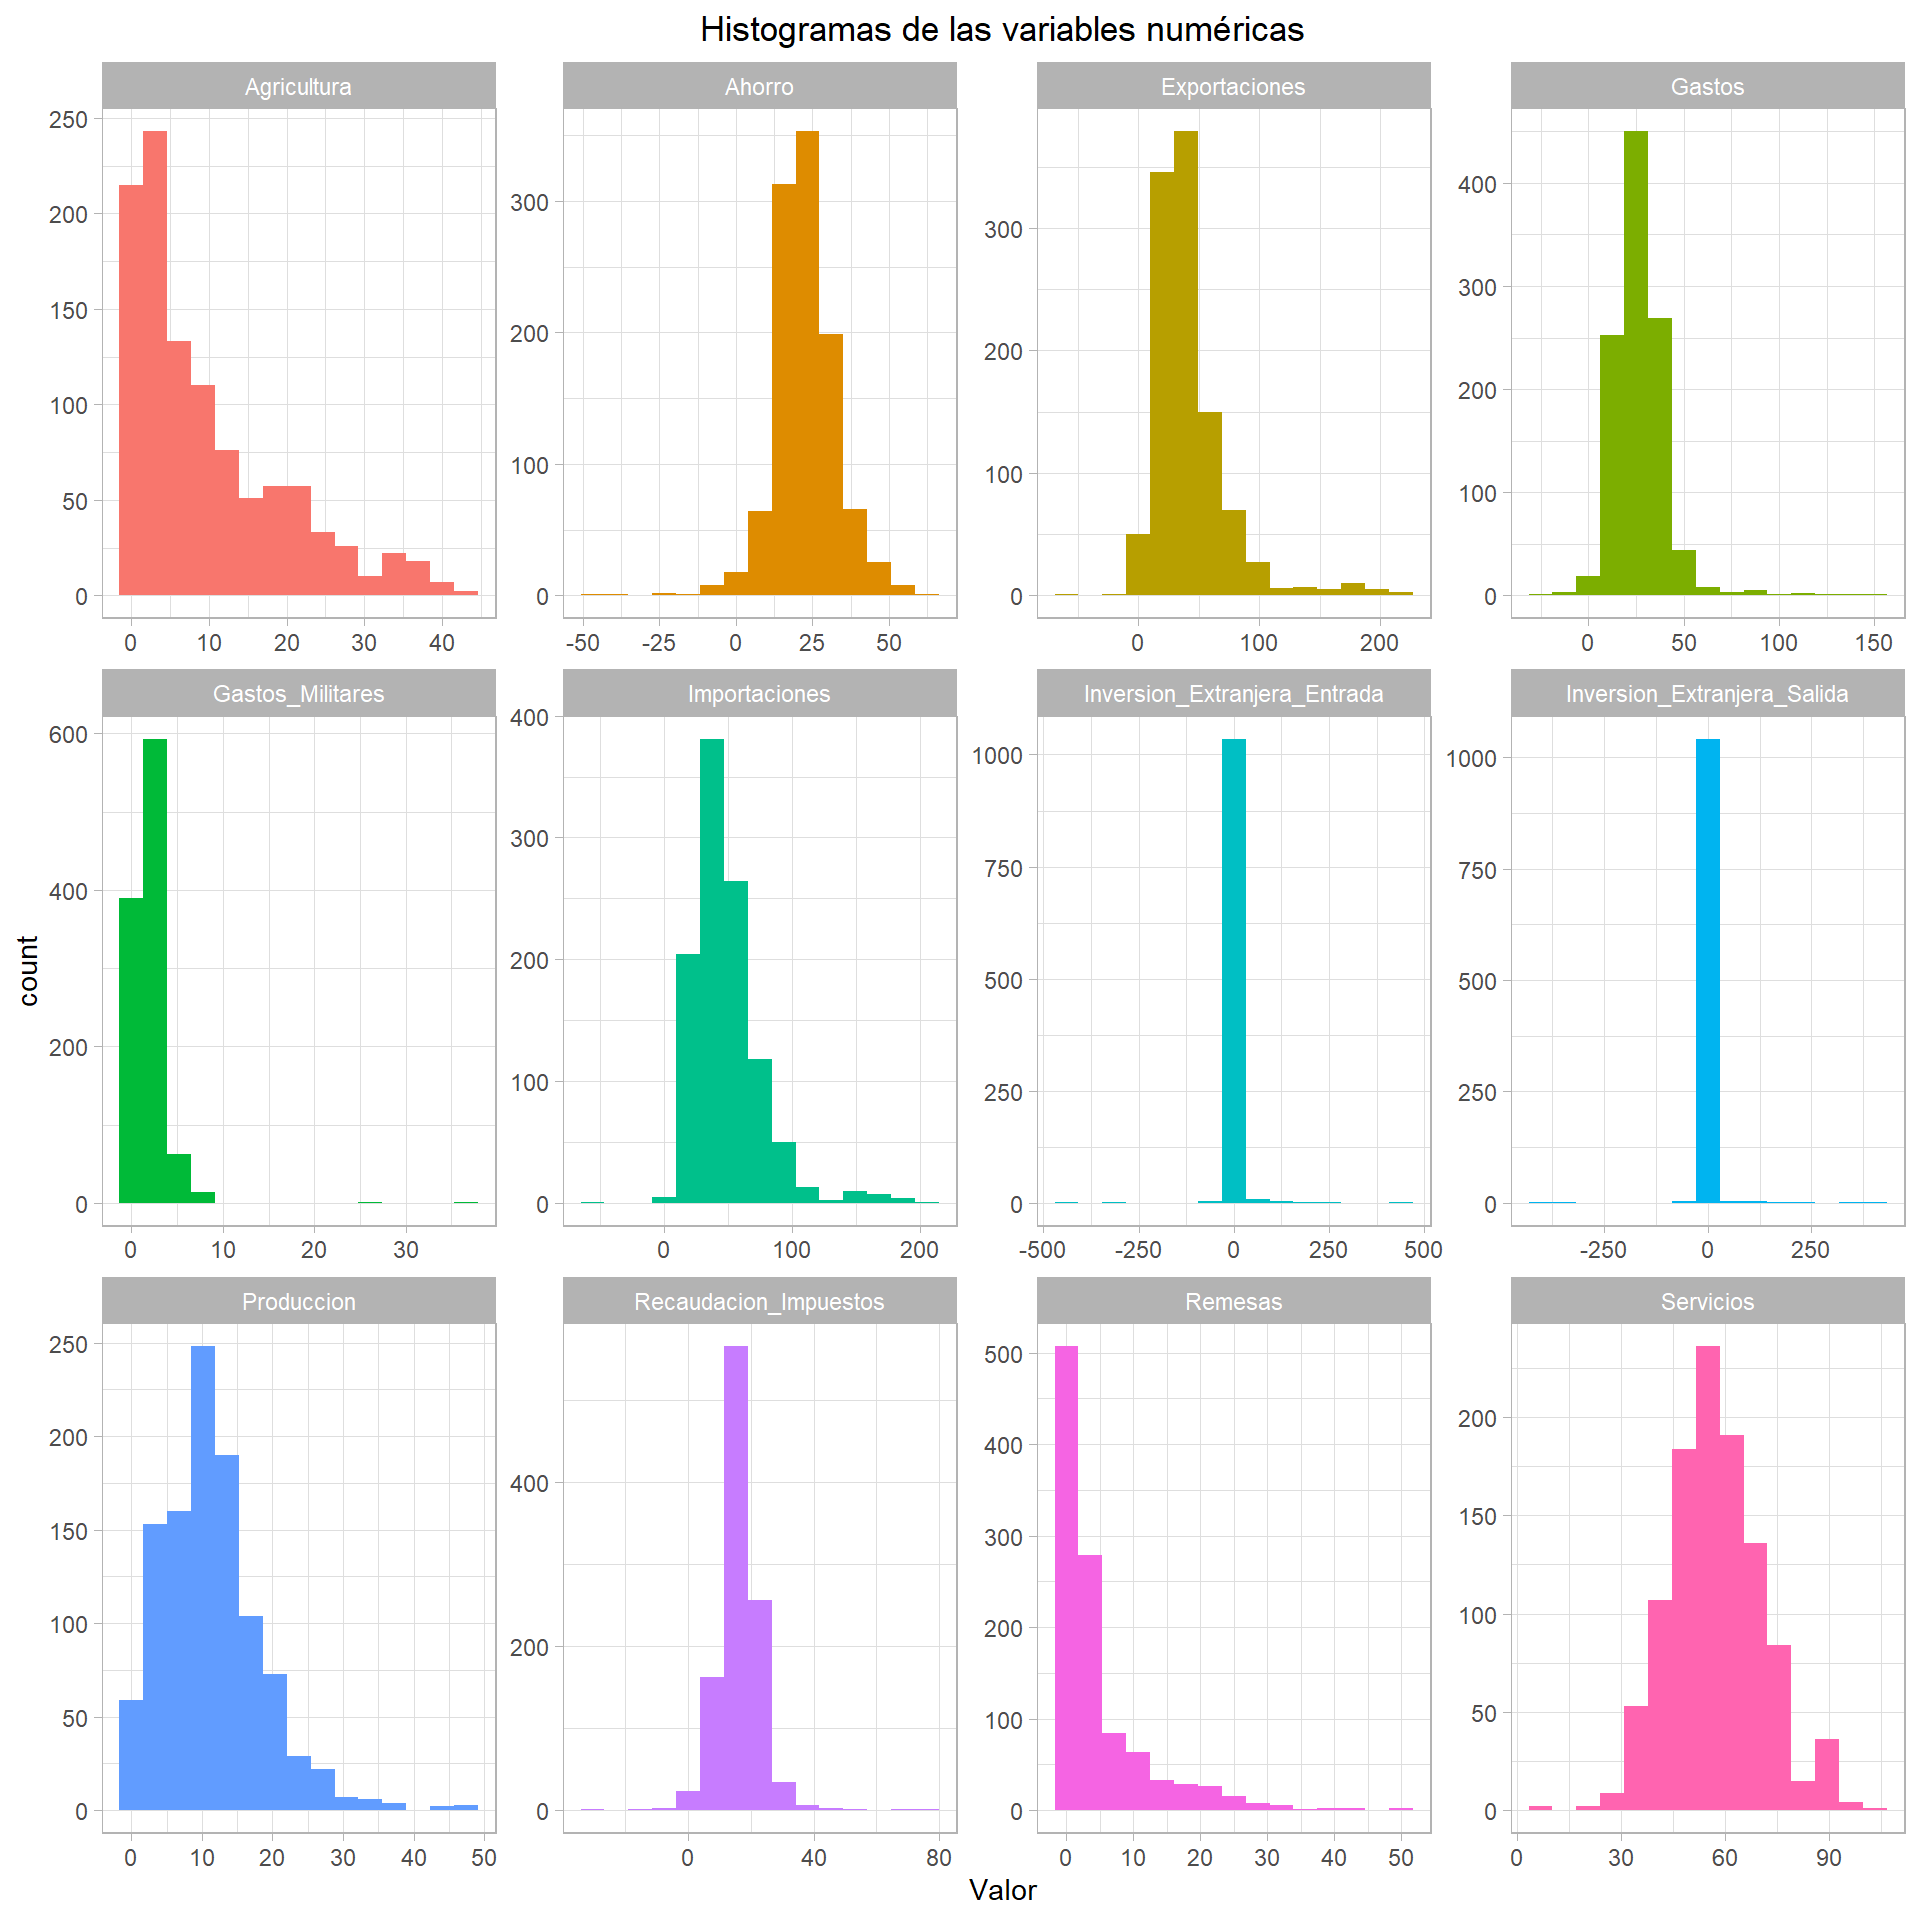 Histogramas de las variables numéricas
Agricultura
Ahorro
Exportaciones
Gastos
250
200
150
100
50
0
0 10 20 30 40
300
200
100
0
-50 -25 0 25 50
300
200
100
0
0 100 200
400
300
200
100
0
0 50 100 150
Gastos_Militares
Importaciones
Inversion_Extranjera_Entrada
Inversion_Extranjera_Salida
600
400
200
0
0 10 20 30
400
300
200
100
0
0 100 200
1000
750
500
250
0
-500 -250 0 250 500
1000
750
500
250
0
-250 0 250
Produccion
Recaudacion_Impuestos
Remesas
Servicios
250
200
150
100
50
0
0 10 20 30 40 50
400
200
0
0 40 80
500
400
300
200
100
0
0 10 20 30 40 50
200
150
100
50
0
0 30 60 90
count
Valor